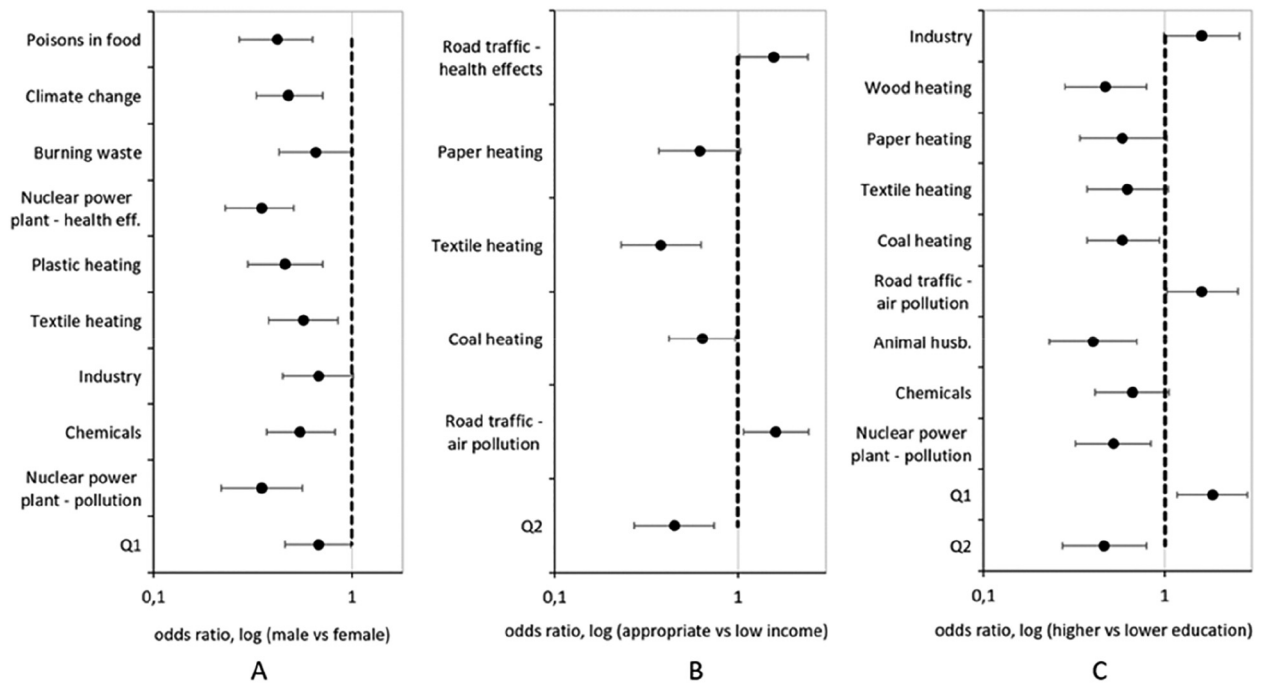 Poisons in food
Climate change
Burning waste
Nuclear power
plant - health eff.
Plastic heating
Textile heating
Industry
Chemicals
Nuclear power
plant - pollution
Q1
0,1
1
odds ratio, log (male vs female)
A
Road traffic -
health effects
Paper heating
Textile heating
Coal heating
Road traffic -
air pollution
Q2
0,1
1
odds ratio, log (appropriate vs low income)
B
Industry
Wood heating
Paper heating
Textile heating
Coal heating
Road traffic -
air pollution
Animal husb.
Chemicals
Nuclear power
plant - pollution
Q1
Q2
0,1
1
odds ratio, log (higher vs lower education)
C